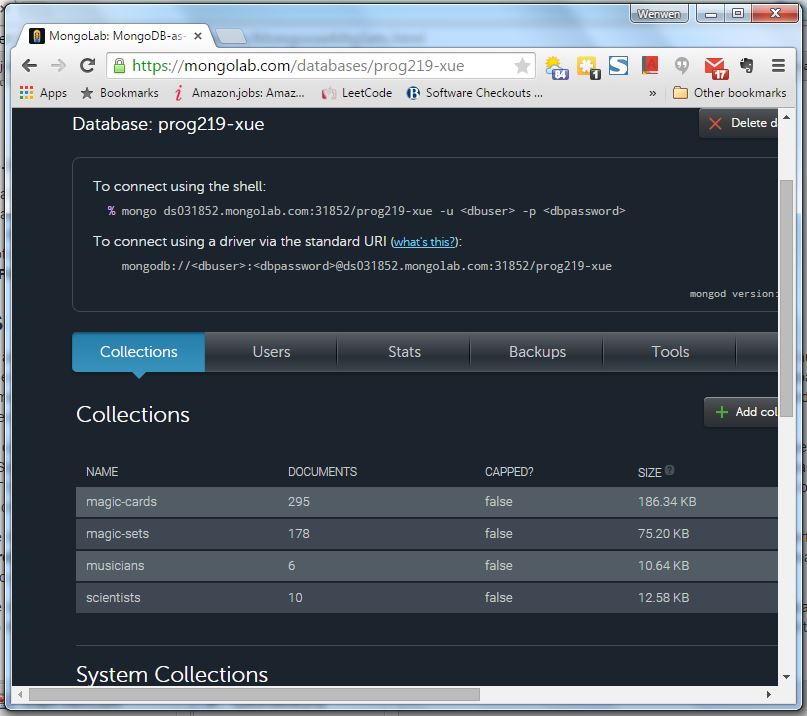 Wenwen
MongoLab: MongoDB-as-
https://mongolab.com/databases/prog219-xue
84 1 17
Apps Bookmarks Amazon.jobs: Amaz... LeetCode Software Checkouts ... » Other bookmarks
Database: prog219-xue
Delete d
To connect using the shell:
% mongo ds031852.mongolab.com:31852/prog219-xue -u <dbuser> -p <dbpassword>
To connect using a driver via the standard URI (what's this?):
mongodb://<dbuser>:<dbpassword>@ds031852.mongolab.com:31852/prog219-xue
mongod version:
Collections Users Stats Backups Tools
Collections
Add col
NAME DOCUMENTS CAPPED? SIZE ?
magic-cards 295 false 186.34 KB
magic-sets 178 false 75.20 KB
musicians 6 false 10.64 KB
scientists 10 false 12.58 KB
System Collections